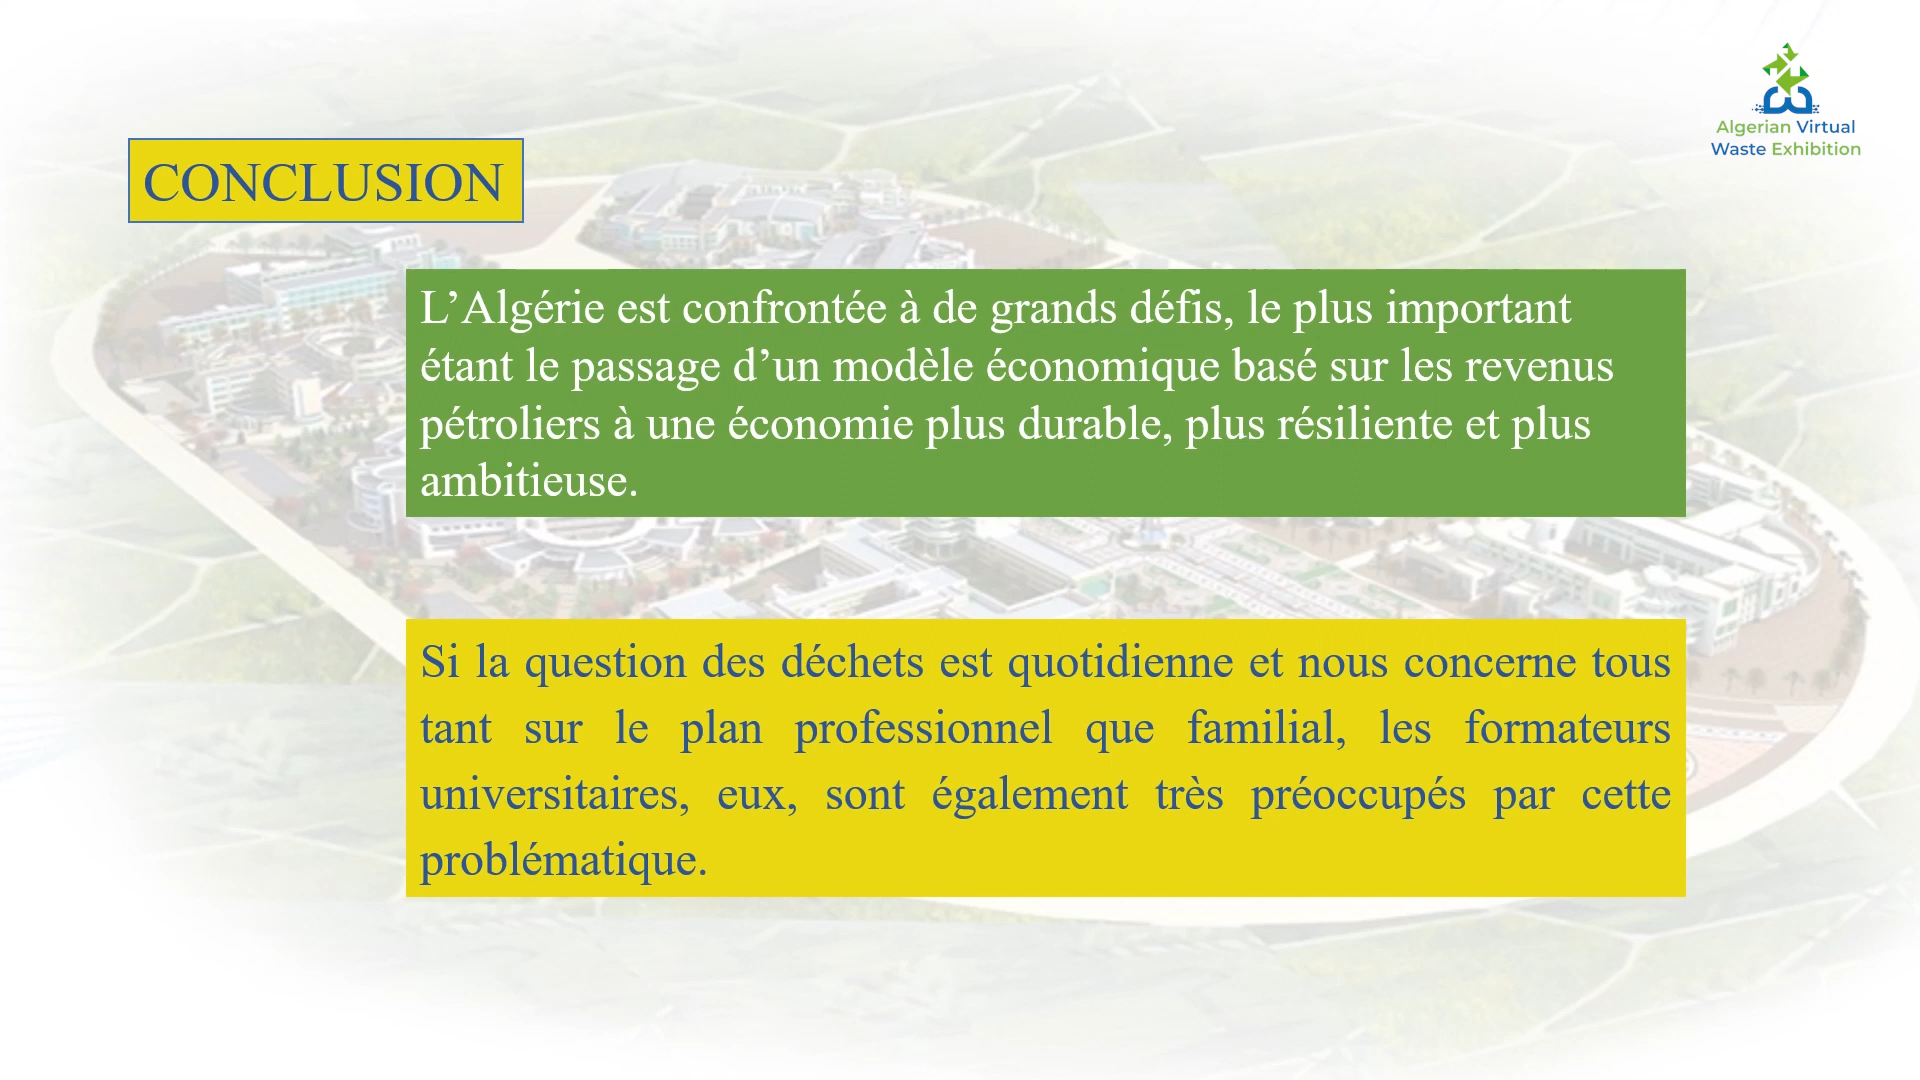 Algerian Virtual
Waste Exhibition
CONCLUSION
L’Algérie est confrontée à de grands défis, le plus important
étant le passage d’un modèle économique basé sur les revenus
pétroliers à une économie plus durable, plus résiliente et plus
ambitieuse.
Si la question des déchets est quotidienne et nous concerne tous
tant sur le plan professionnel que familial, les formateurs
universitaires, eux, sont également très préoccupés par cette
problématique.